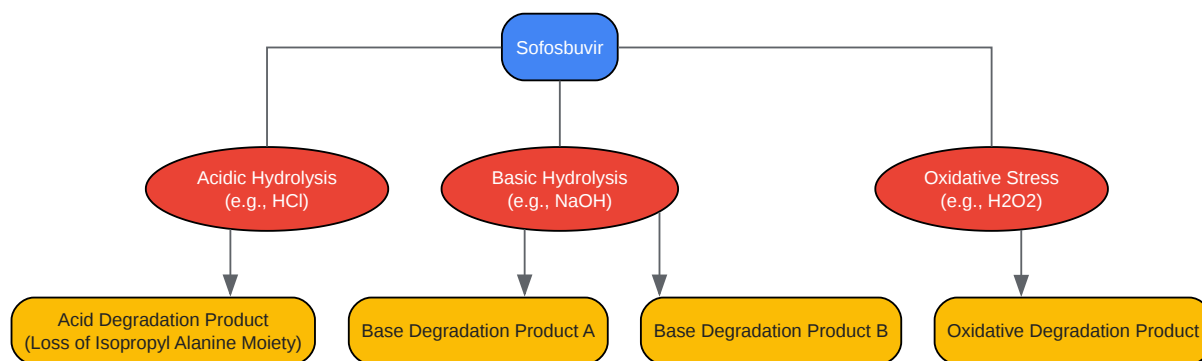 Sofosbuvir
Acidic Hydrolysis
(e.g., HCl)
Basic Hydrolysis
(e.g., NaOH)
Oxidative Stress
(e.g., H2O2)
Acid Degradation Product
(Loss of Isopropyl Alanine Moiety)
Base Degradation Product A
Base Degradation Product B
Oxidative Degradation Product